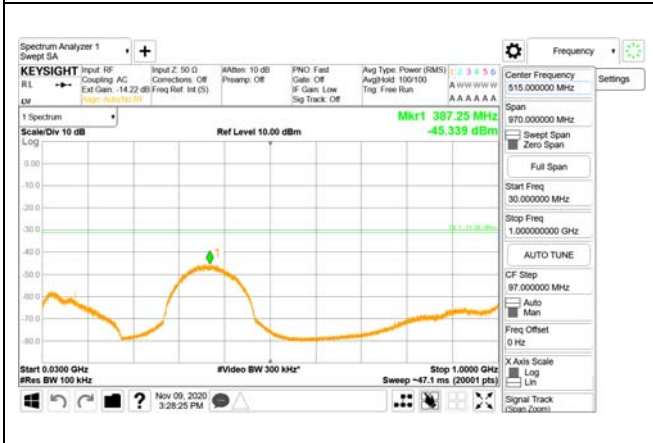 Spectrum Analyzer 1
Swept SA
+
Frequency
Settings
KEYSIGHT Input: RF
Coupling: AC
Ext Gain: -14.22 dB
Align: Auto/No RF
Input Z: 50 Ω
Corrections: Off
Freq Ref: Int (S)
#Atten: 10 dB
Preamp: Off
PNO: Fast
Gate: Off
IF Gain: Low
Sig Track: Off
Avg Type: Power (RMS)
Avg|Hold: 100/100
Trig: Free Run
1 2 3 4 5 6
A W W W W W
A A A A A A
1 Spectrum
Scale/Div 10 dB
Log
Ref Level 10.00 dBm
Mkr1 387.25 MHz
-45.339 dBm
0.00
-10.0
-20.0
-30.0
-40.0
-50.0
-60.0
-70.0
-80.0
1
Start 0.0300 GHz
#Res BW 100 kHz
#Video BW 300 kHz*
Stop 1.0000 GHz
Sweep ~47.1 ms (20001 pts)
Nov 09, 2020
3:28:25 PM
Center Frequency
515.000000 MHz
Span
970.000000 MHz
Swept Span
Zero Span
Full Span
Start Freq
30.000000 MHz
Stop Freq
1.000000000 GHz
AUTO TUNE
CF Step
97.000000 MHz
Auto
Man
Freq Offset
0 Hz
X Axis Scale
Log
Lin
Signal Track
(Span Zoom)